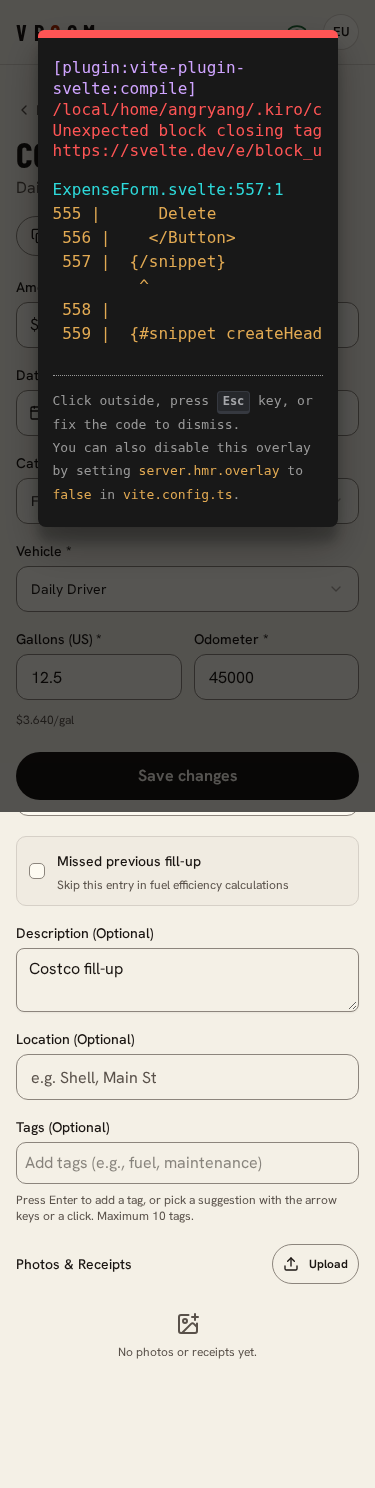 EU
[plugin:vite-plugin-
svelte:compile]
/local/home/angryang/.kiro/c
Unexpected block closing tag
https://svelte.dev/e/block_u
ExpenseForm.svelte:557:1
555 |      Delete
556 |    </Button>
557 |  {/snippet}
^
558 |
559 |  {#snippet createHead
Click outside, press Esc key, or
fix the code to dismiss.
You can also disable this overlay
by setting server.hmr.overlay to
false in vite.config.ts.
Vehicle *
Daily Driver
Gallons (US) *
Odometer *
12.5
45000
$3.640/gal
Save changes
Missed previous fill-up
Skip this entry in fuel efficiency calculations
Description (Optional)
Costco fill-up
Location (Optional)
e.g. Shell, Main St
Tags (Optional)
Add tags (e.g., fuel, maintenance)
Press Enter to add a tag, or pick a suggestion with the arrow
keys or a click. Maximum 10 tags.
Photos & Receipts
Upload
No photos or receipts yet.